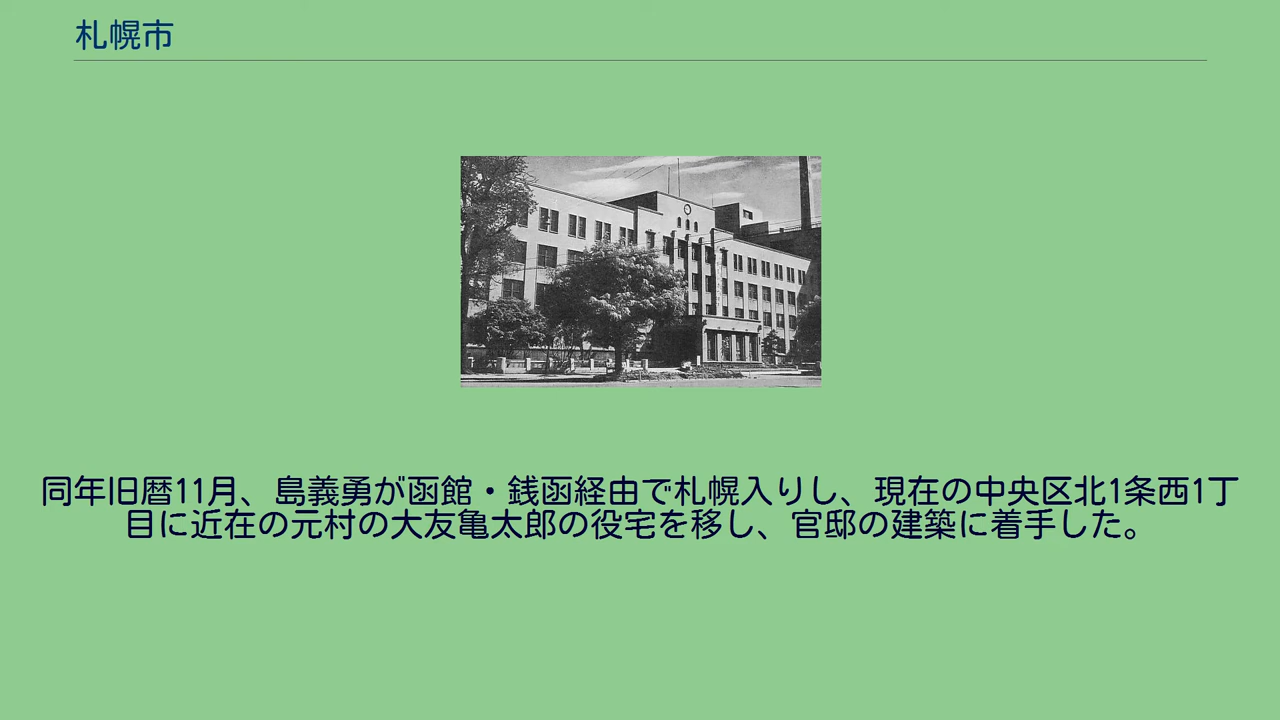 札幌市
同年旧暦11月、島義勇が函館・銭函経由で札幌入りし、現在の中央区北1条西1丁
目に近在の元村の大友亀太郎の役宅を移し、官邸の建築に着手した。